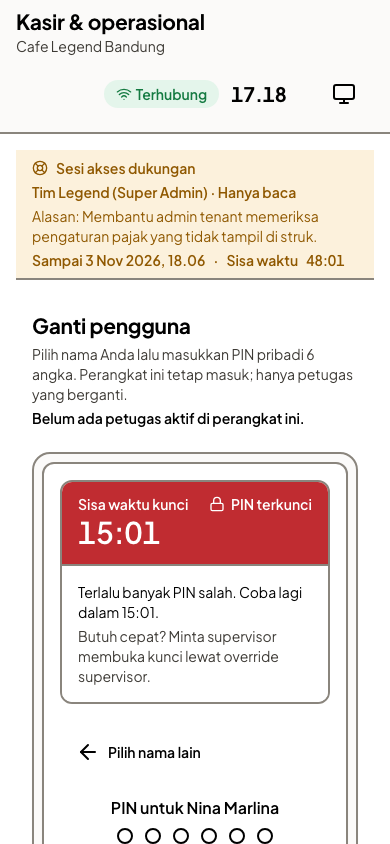 Kasir & operasional
Cafe Legend Bandung
Terhubung 17.18
Sesi akses dukungan
Tim Legend (Super Admin) · Hanya baca
Alasan: Membantu admin tenant memeriksa
pengaturan pajak yang tidak tampil di struk.
Sampai 3 Nov 2026, 18.06 · Sisa waktu 48:01
Ganti pengguna
Pilih nama Anda lalu masukkan PIN pribadi 6
angka. Perangkat ini tetap masuk; hanya petugas
yang berganti.
Belum ada petugas aktif di perangkat ini.
Sisa waktu kunci PIN terkunci
15:01
Terlalu banyak PIN salah. Coba lagi
dalam 15:01.
Butuh cepat? Minta supervisor
membuka kunci lewat override
supervisor.
Pilih nama lain
PIN untuk Nina Marlina